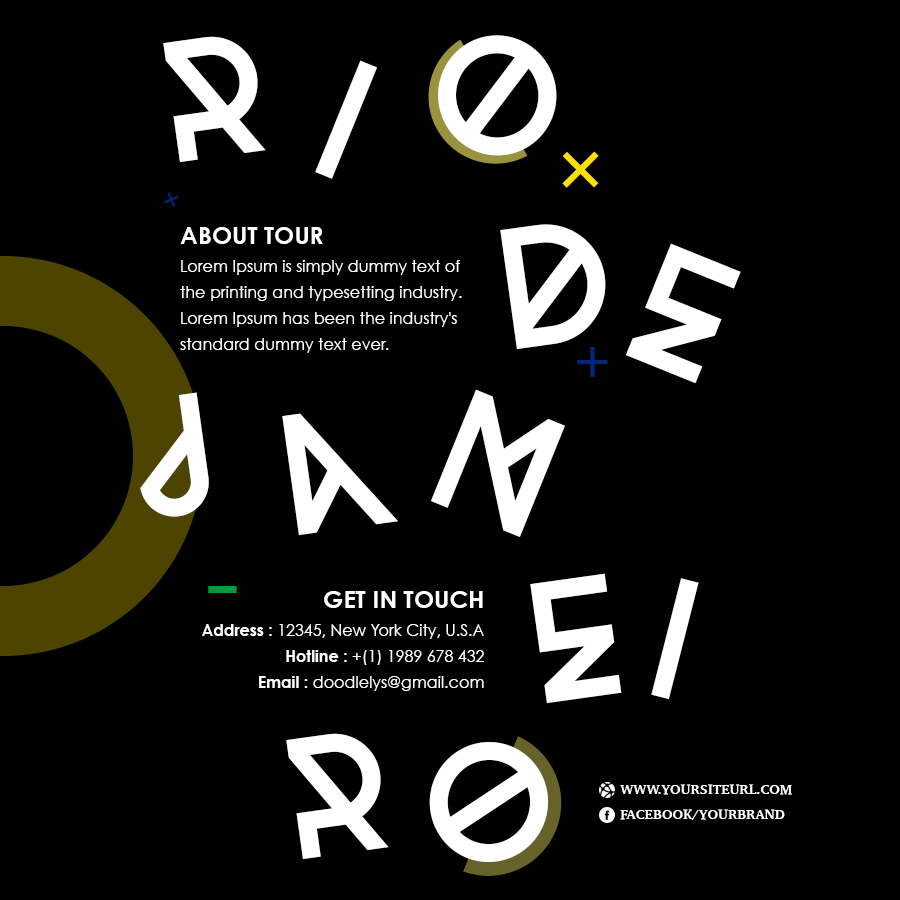 RIO
ABOUT TOUR
Lorem Ipsum is simply dummy text of
the printing and typesetting industry.
Lorem Ipsum has been the industry's
standard dummy text ever.
DE
JANEI
RO
GET IN TOUCH
Address : 12345, New York City, U.S.A
Hotline : +(1) 1989 678 432
Email : doodlelys@gmail.com
WWW.YOURSITEURL.COM
FACEBOOK/YOURBRAND